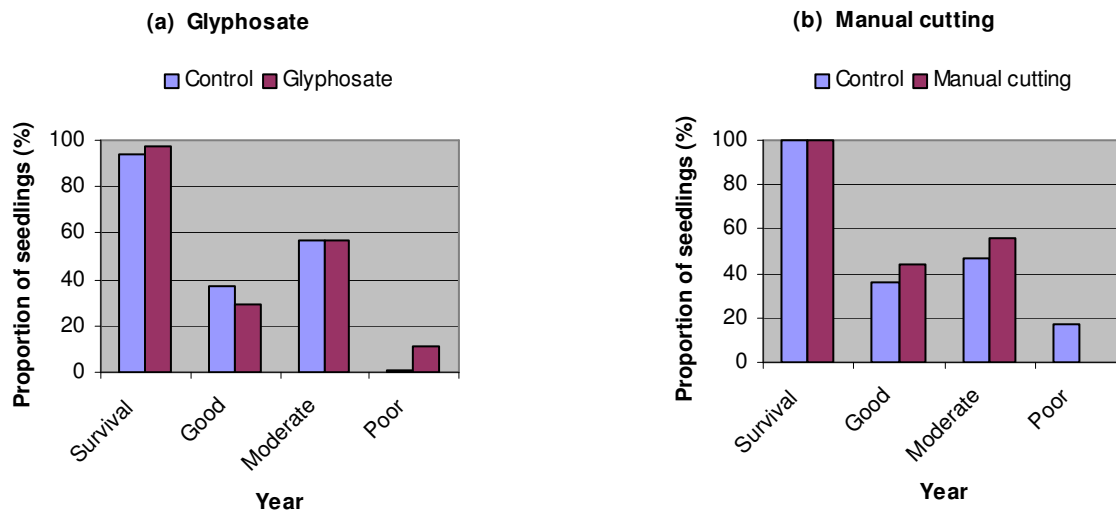 (a) Glyphosate
Control Glyphosate
Proportion of seedlings (%)
100
80
60
40
20
0
Survival
Good
Moderate
Poor
Year
(b) Manual cutting
Control Manual cutting
Proportion of seedlings (%)
100
80
60
40
20
0
Survival
Good
Moderate
Poor
Year